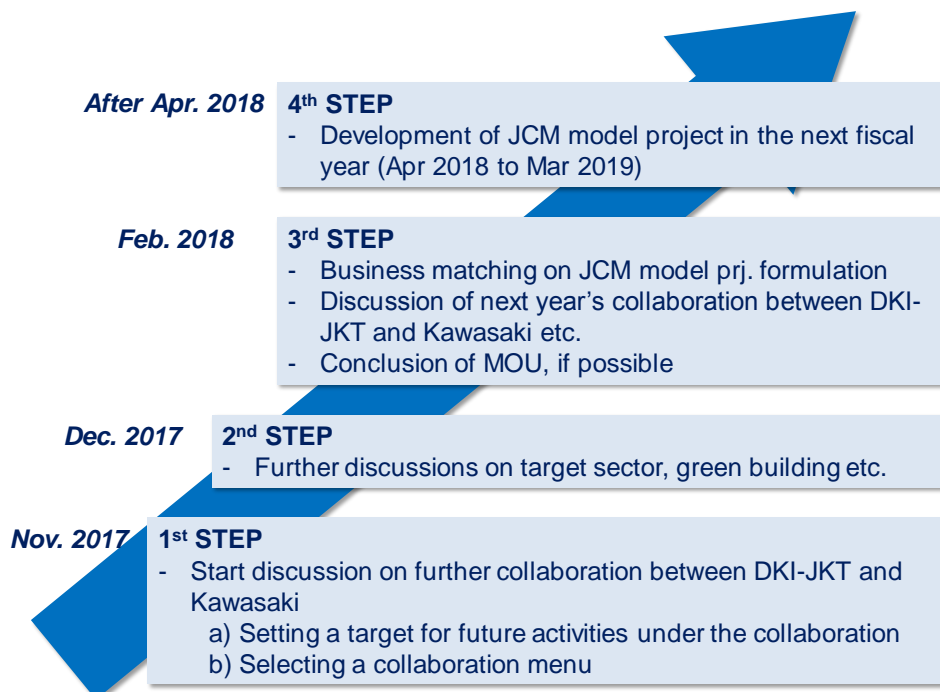 After Apr. 2018
4th STEP
- Development of JCM model project in the next fiscal
year (Apr 2018 to Mar 2019)
Feb. 2018
3rd STEP
- Business matching on JCM model prj. formulation
- Discussion of next year's collaboration between DKI-
JKT and Kawasaki etc.
- Conclusion of MOU, if possible
Dec. 2017
2nd STEP
- Further discussions on target sector, green building etc.
Nov. 2017
1st STEP
- Start discussion on further collaboration between DKI-JKT and
Kawasaki
a) Setting a target for future activities under the collaboration
b) Selecting a collaboration menu